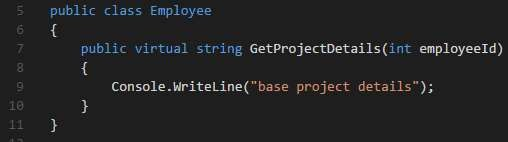 5 public class Employee
6 {
7 public virtual string GetProjectDetails(int employeeId)
8 {
9 Console.WriteLine("base project details");
10 }
11 }